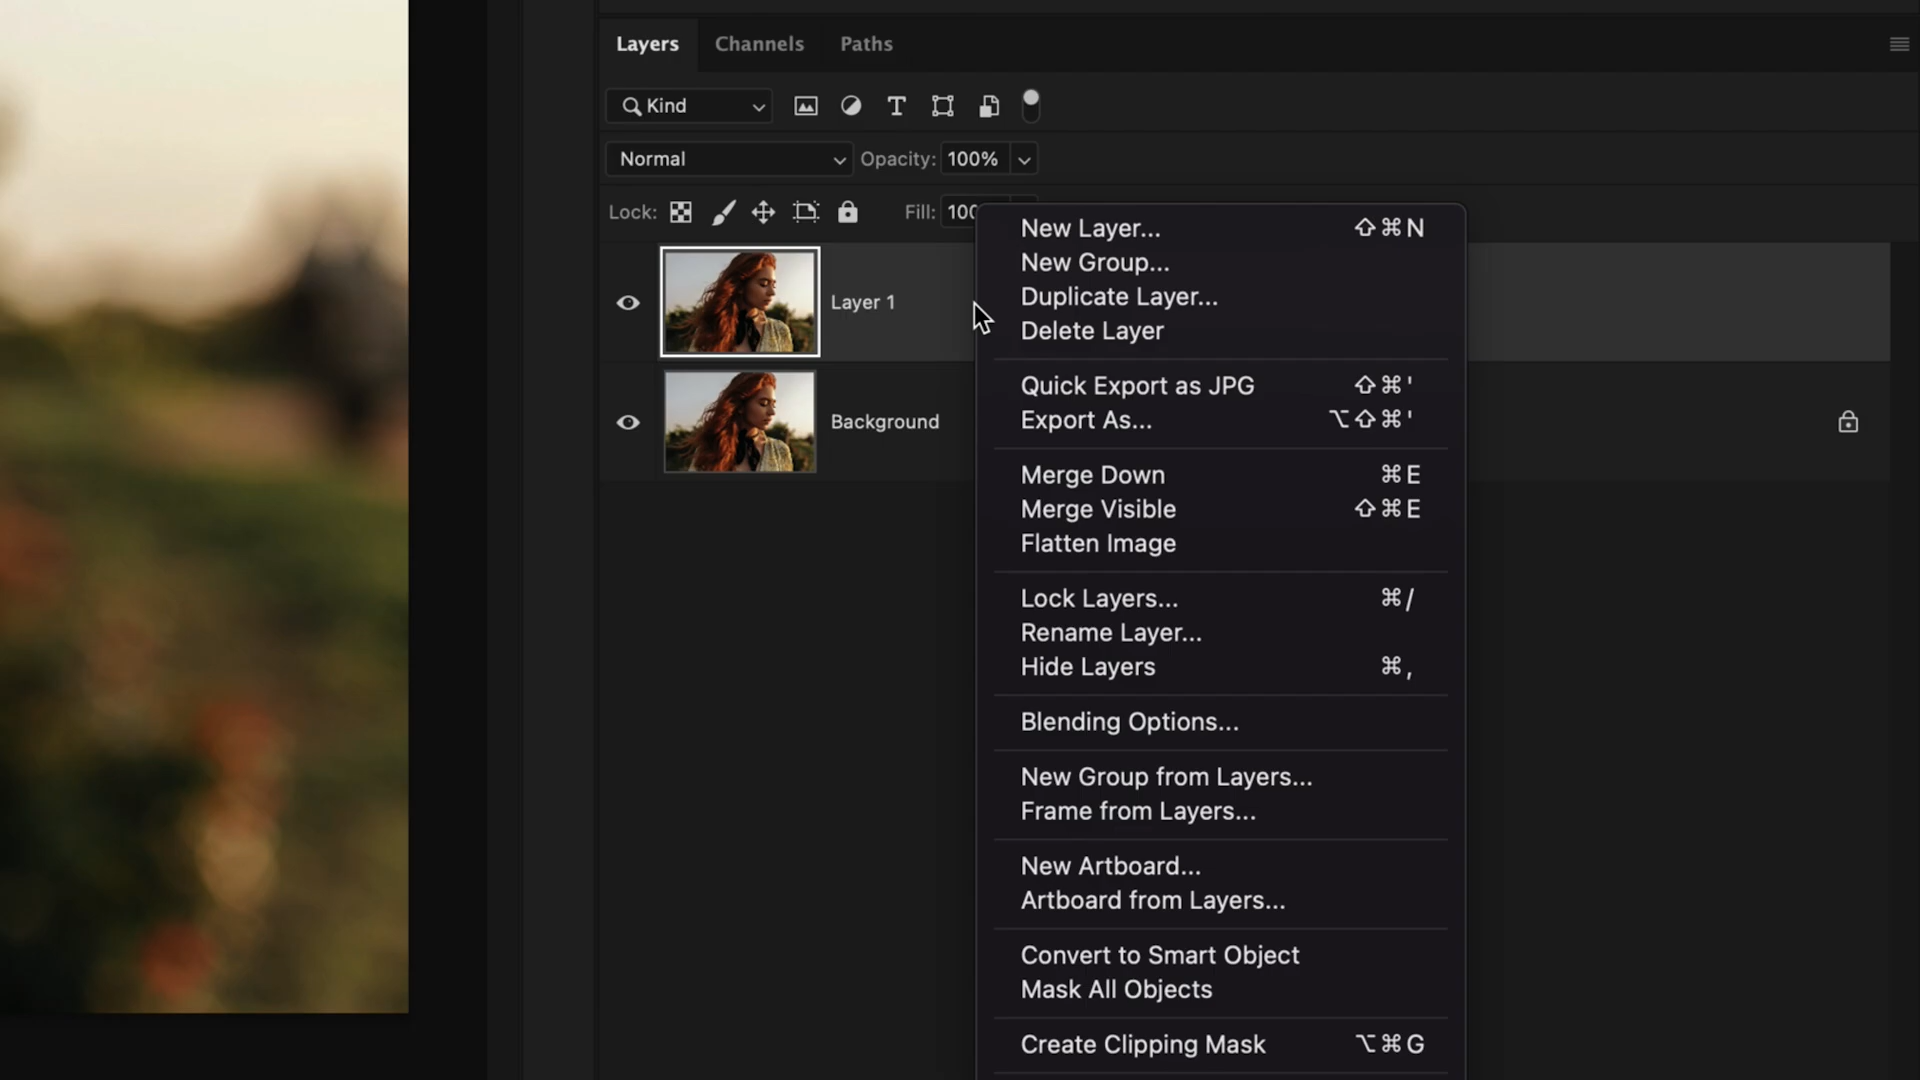 Layers Channels Paths
Kind
Normal Opacity: 100%
Lock: Fill: 100
New Layer... ⇧⌘N
New Group...
Duplicate Layer...
Layer 1
Delete Layer
Quick Export as JPG ⇧⌘'
Export As... ⌥⇧⌘'
Background
Merge Down ⌘E
Merge Visible ⇧⌘E
Flatten Image
Lock Layers... ⌘/
Rename Layer...
Hide Layers ⌘,
Blending Options...
New Group from Layers...
Frame from Layers...
New Artboard...
Artboard from Layers...
Convert to Smart Object
Mask All Objects
Create Clipping Mask ⌥⌘G